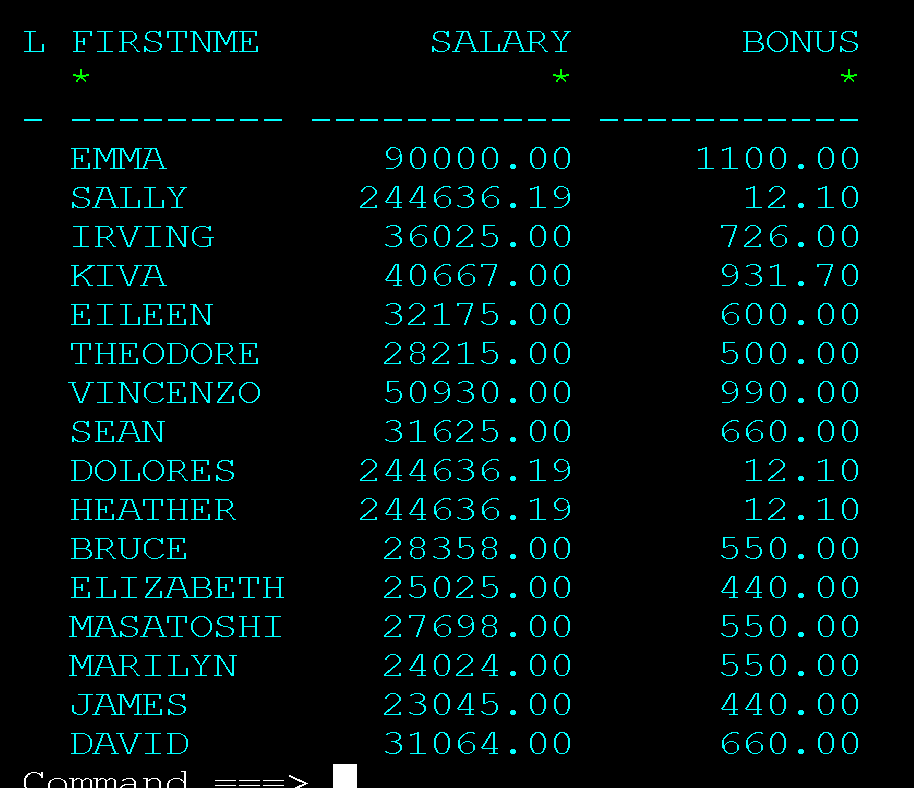 L FIRSTNME SALARY BONUS
* * *
- --------- ----------- -----------
EMMA 90000.00 1100.00
SALLY 244636.19 12.10
IRVING 36025.00 726.00
KIVA 40667.00 931.70
EILEEN 32175.00 600.00
THEODORE 28215.00 500.00
VINCENZO 50930.00 990.00
SEAN 31625.00 660.00
DOLORES 244636.19 12.10
HEATHER 244636.19 12.10
BRUCE 28358.00 550.00
ELIZABETH 25025.00 440.00
MASATOSHI 27698.00 550.00
MARILYN 24024.00 550.00
JAMES 23045.00 440.00
DAVID 31064.00 660.00
Command ===>